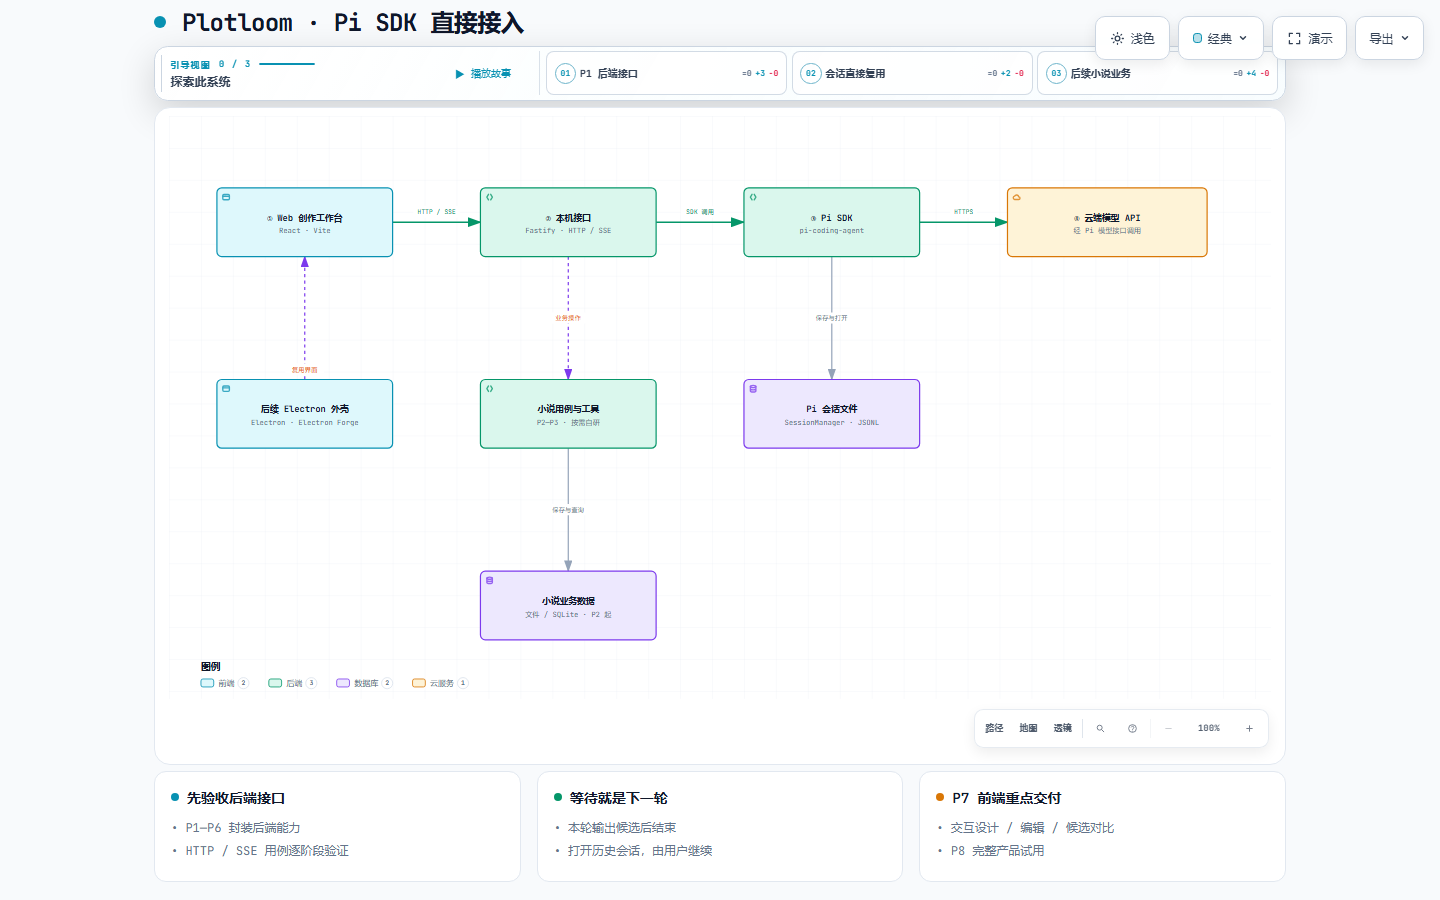 Plotloom · Pi SDK 直接接入
浅色
经典
演示
导出
引导视图 0 / 3
探索此系统
播放故事
01 P1 后端接口 =0 +3 -0
02 会话直接复用 =0 +2 -0
03 后续小说业务 =0 +4 -0
① Web 创作工作台
React · Vite
HTTP / SSE
② 本机接口
Fastify · HTTP / SSE
SDK 调用
③ Pi SDK
pi-coding-agent
HTTPS
④ 云端模型 API
经 Pi 模型接口调用
业务操作
保存与打开
复用界面
后续 Electron 外壳
Electron · Electron Forge
小说用例与工具
P2—P3 · 按需自研
Pi 会话文件
SessionManager · JSONL
保存与查询
小说业务数据
文件 / SQLite · P2 起
图例
前端 2
后端 3
数据库 2
云服务 1
路径 地图 透镜 100%
先验收后端接口
• P1—P6 封装后端能力
• HTTP / SSE 用例逐阶段验证
等待就是下一轮
• 本轮输出候选后结束
• 打开历史会话，由用户继续
P7 前端重点交付
• 交互设计 / 编辑 / 候选对比
• P8 完整产品试用